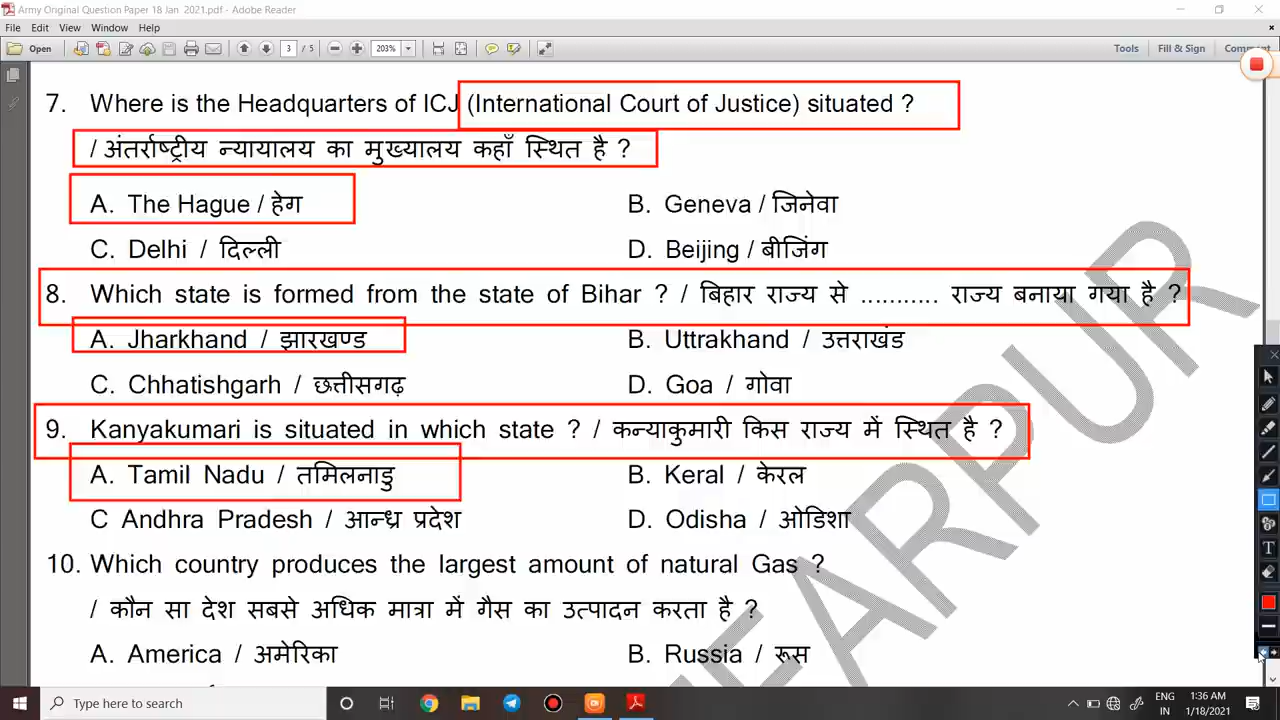 Army Original Question Paper 18 Jan 2021.pdf - Adobe Reader
File Edit View Window Help
Open 3 / 5 203% Tools Fill & Sign Comment
7. Where is the Headquarters of ICJ (International Court of Justice) situated ?
/ अंतर्राष्ट्रीय न्यायालय का मुख्यालय कहाँ स्थित है ?
A. The Hague / हेग B. Geneva / जिनेवा
C. Delhi / दिल्ली D. Beijing / बीजिंग
8. Which state is formed from the state of Bihar ? / बिहार राज्य से ........... राज्य बनाया गया है ?
A. Jharkhand / झारखण्ड B. Uttrakhand / उत्तराखंड
C. Chhatishgarh / छत्तीसगढ़ D. Goa / गोवा
9. Kanyakumari is situated in which state ? / कन्याकुमारी किस राज्य में स्थित है ?
A. Tamil Nadu / तमिलनाडु B. Keral / केरल
C Andhra Pradesh / आन्ध्र प्रदेश D. Odisha / ओडिशा
10. Which country produces the largest amount of natural Gas ?
/ कौन सा देश सबसे अधिक मात्रा में गैस का उत्पादन करता है ?
A. America / अमेरिका B. Russia / रूस
EARPUR
Type here to search
ENG 1:36 AM
IN 1/18/2021